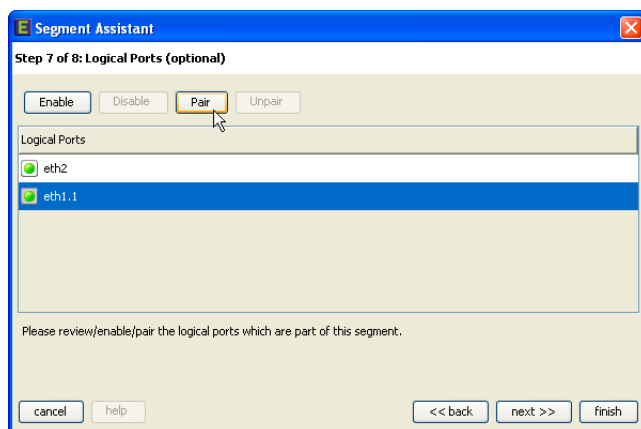 Segment Assistant
Step 7 of 8: Logical Ports (optional)
Enable Disable Pair Unpair
Logical Ports
eth2
eth1.1
Please review/enable/pair the logical ports which are part of this segment.
cancel help << back next >> finish